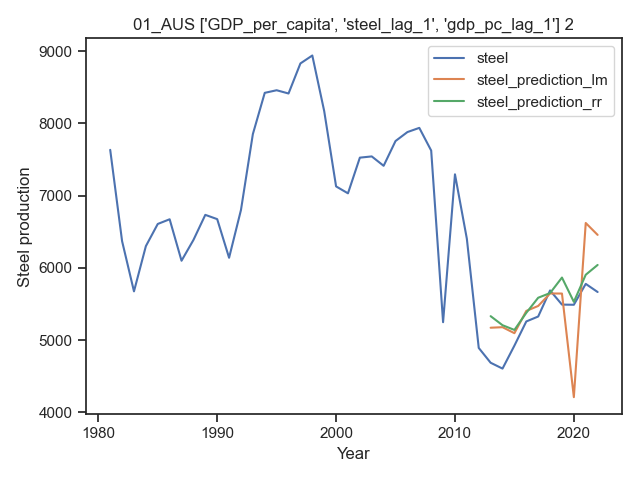 01_AUS ['GDP_per_capita', 'steel_lag_1', 'gdp_pc_lag_1'] 2
steel
steel_prediction_lm
steel_prediction_rr
9000
8000
7000
6000
5000
4000
Steel production
1980
1990
2000
2010
2020
Year